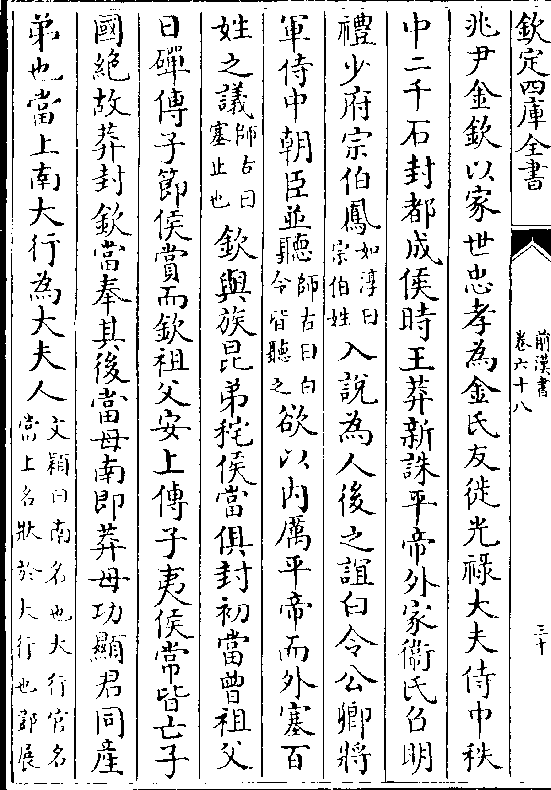 欽定四庫全書
前漢書
卷六十八
三十
兆尹金欽以家世忠孝為金氏友徙光祿大夫侍中秩
中二千石封都成侯時王莽新誅平帝外家衞氏召明
禮少府宗伯鳳如淳曰宗伯姓入說為人後之誼白令公卿將
軍侍中朝臣並聽師古曰白令皆聽之欲以内厲平帝而外塞百
姓之議師古曰塞止也欽與族昆弟秺侯當俱封初當曾祖父
日磾傳子節侯賞而欽祖父安上傳子夷侯常皆亡子
國絶故莽封欽當奉其後當母南即莽母功顯君同産
弟也當上南大行為大夫人文穎曰南名也大行官名當上名狀於大行也鄧展